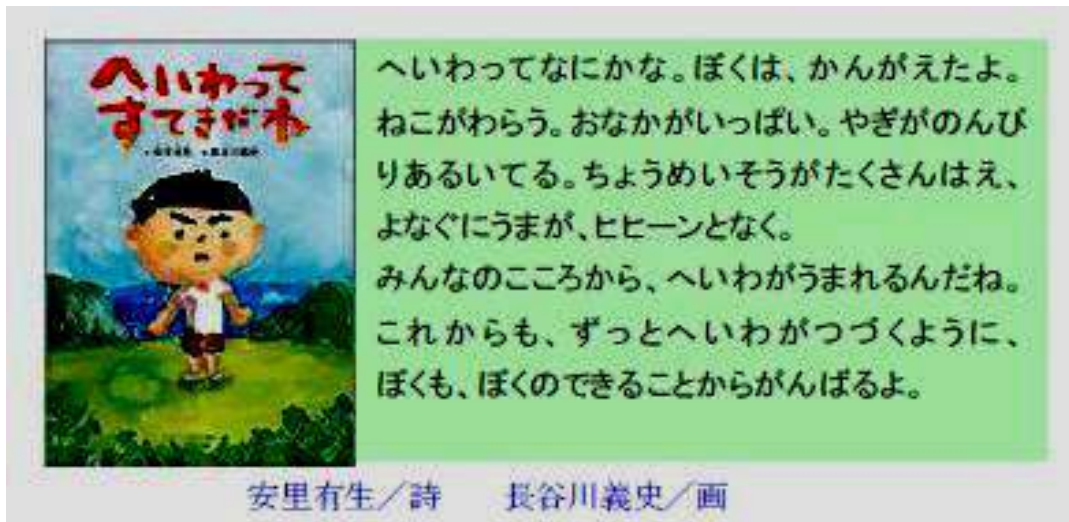 へいわって
すてきだね
へいわってなにかな。ぼくは、かんがえたよ。
ねこがわらう。おなかがいっぱい。やぎがのんび
りあるいてる。ちょうめいそうがたくさんはえ、
よなぐにうまが、ヒヒーンとなく。
みんなのこころから、へいわがうまれるんだね。
これからも、ずっとへいわがつづくように、
ぼくも、ぼくのできることからがんばるよ。
安里有生／詩　　長谷川義史／画